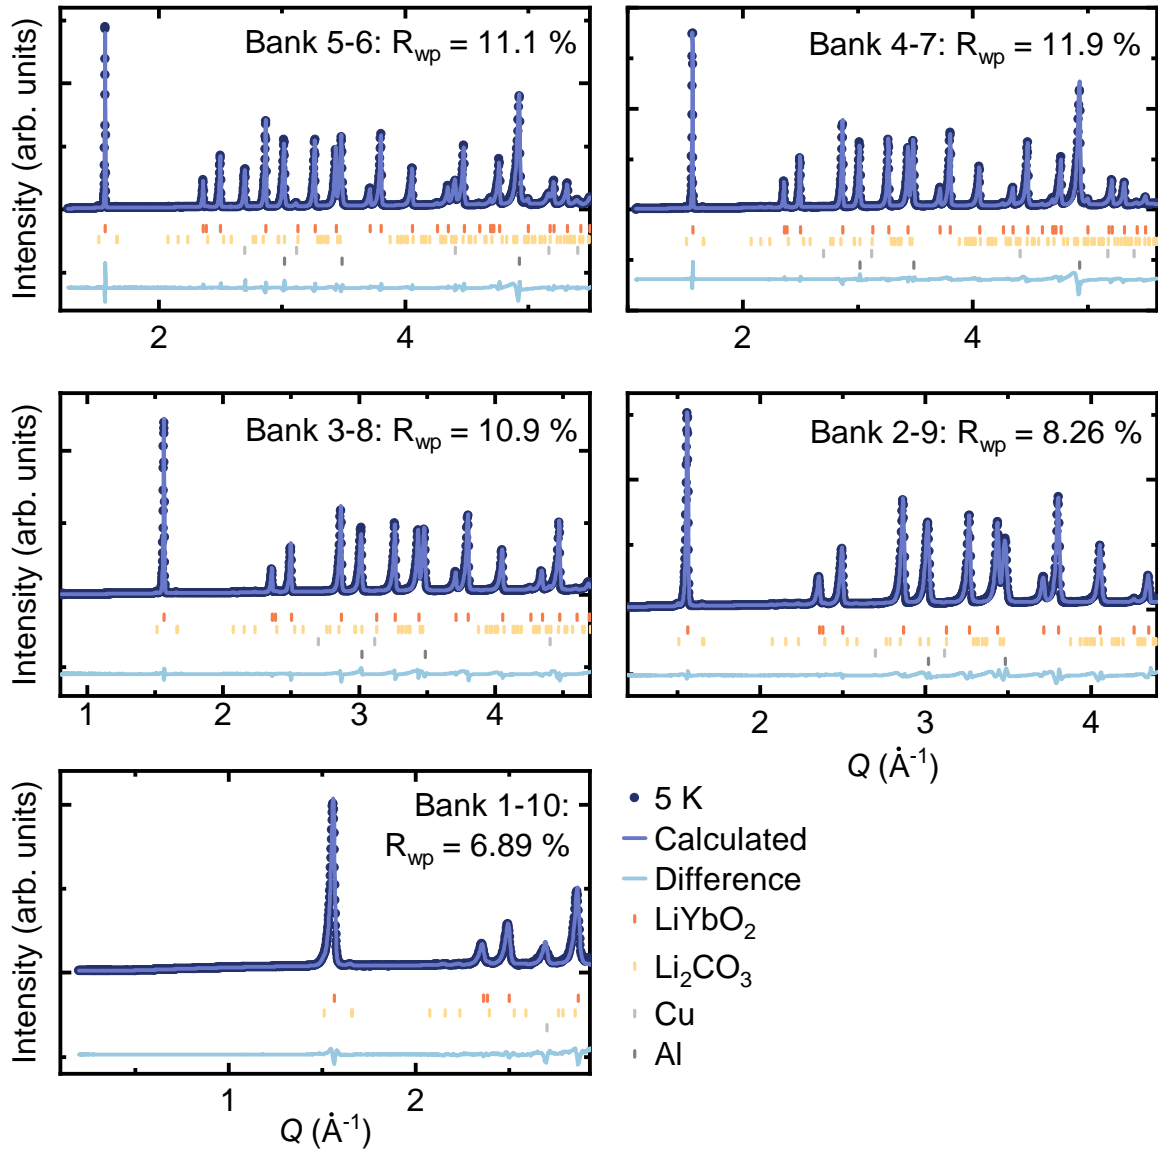 Intensity (arb. units)
Bank 5-6: Rwp = 11.1 %
2 4
Bank 4-7: Rwp = 11.9 %
2 4
Intensity (arb. units)
Bank 3-8: Rwp = 10.9 %
1 2 3 4
Bank 2-9: Rwp = 8.26 %
2 3 4
Q (Å-1)
Intensity (arb. units)
Bank 1-10:
Rwp = 6.89 %
1 2
Q (Å-1)
5 K
Calculated
Difference
LiYbO2
Li2CO3
Cu
Al